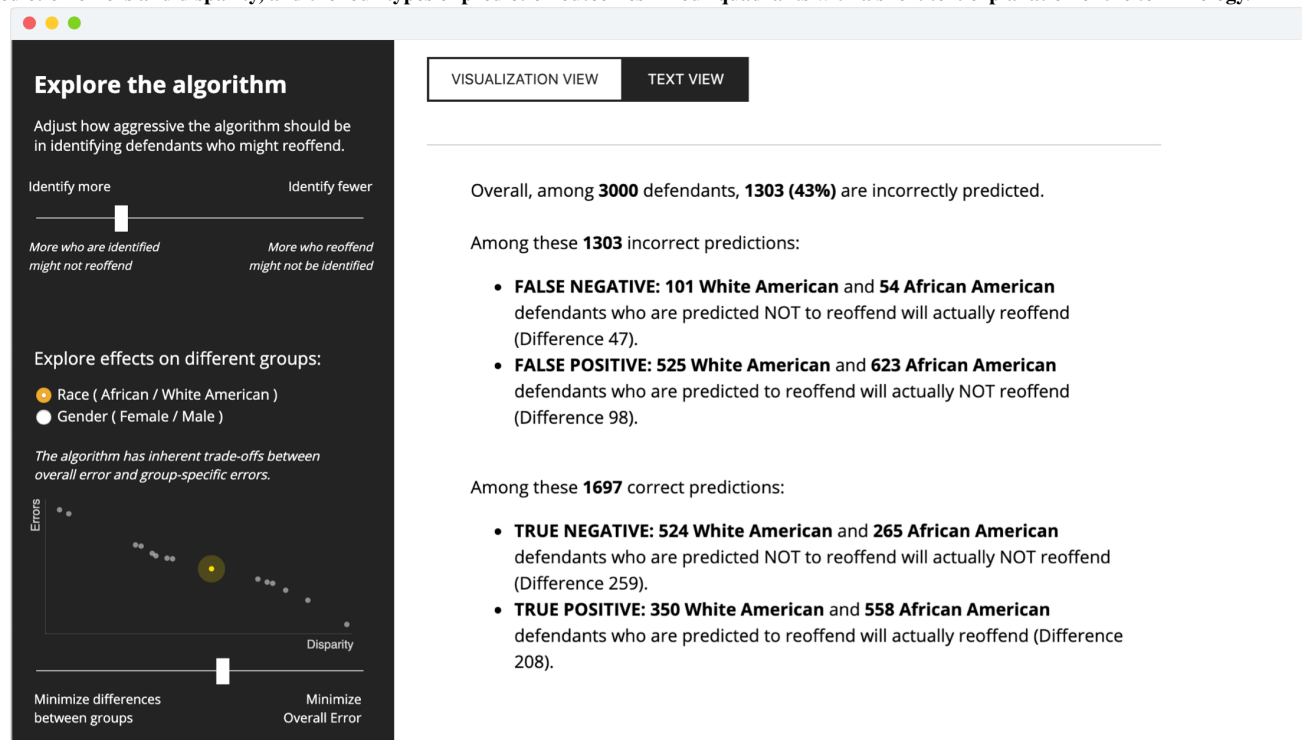 Explore the algorithm
Adjust how aggressive the algorithm should be
in identifying defendants who might reoffend.
Identify more
Identify fewer
More who are identified
might not reoffend
More who reoffend
might not be identified
Explore effects on different groups:
Race ( African / White American )
Gender ( Female / Male )
The algorithm has inherent trade-offs between
overall error and group-specific errors.
Errors
Disparity
Minimize differences
between groups
Minimize
Overall Error
VISUALIZATION VIEW
TEXT VIEW
Overall, among 3000 defendants, 1303 (43%) are incorrectly predicted.
Among these 1303 incorrect predictions:
• FALSE NEGATIVE: 101 White American and 54 African American
defendants who are predicted NOT to reoffend will actually reoffend
(Difference 47).
• FALSE POSITIVE: 525 White American and 623 African American
defendants who are predicted to reoffend will actually NOT reoffend
(Difference 98).
Among these 1697 correct predictions:
• TRUE NEGATIVE: 524 White American and 265 African American
defendants who are predicted NOT to reoffend will actually NOT reoffend
(Difference 259).
• TRUE POSITIVE: 350 White American and 558 African American
defendants who are predicted to reoffend will actually reoffend (Difference
208).